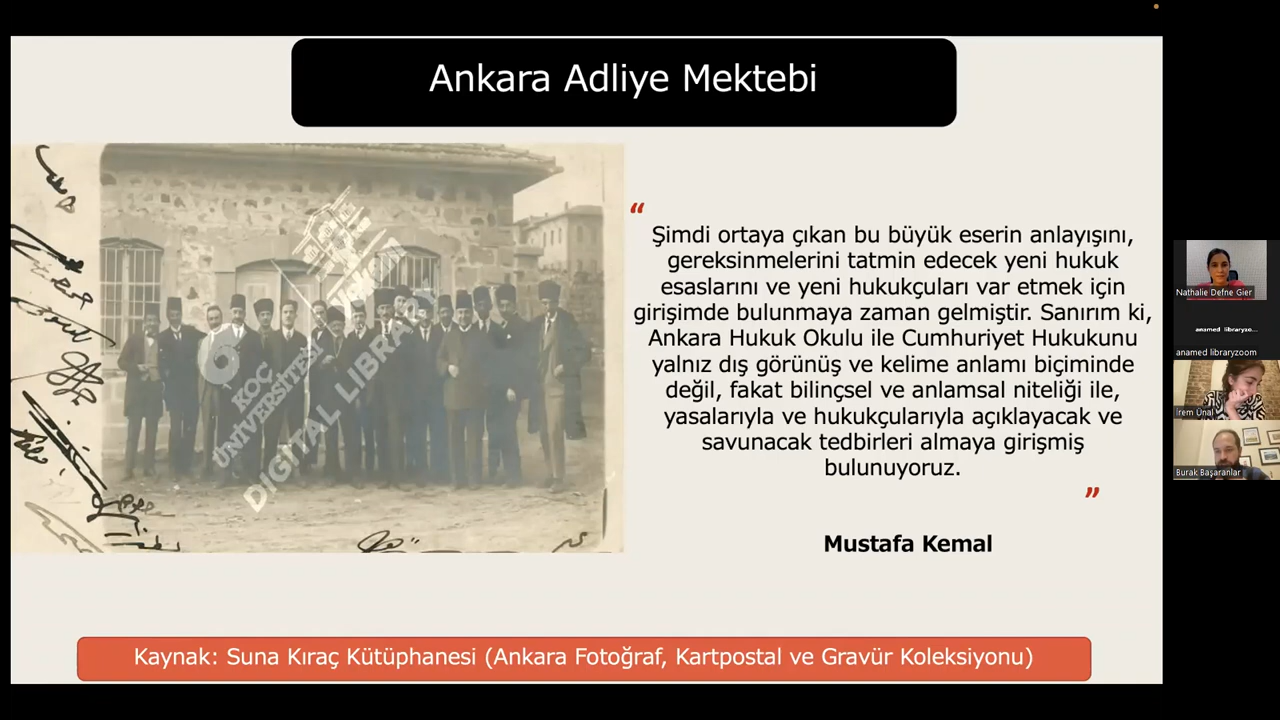 Ankara Adliye Mektebi
“
Şimdi ortaya çıkan bu büyük eserin anlayışını,
gereksinmelerini tatmin edecek yeni hukuk
esaslarını ve yeni hukukçuları var etmek için
girişimde bulunmaya zaman gelmiştir. Sanırım ki,
Ankara Hukuk Okulu ile Cumhuriyet Hukukunu
yalnız dış görünüş ve kelime anlamı biçiminde
değil, fakat bilinçsel ve anlamsal niteliği ile,
yasalarıyla ve hukukçularıyla açıklayacak ve
savunacak tedbirleri almaya girişmiş
bulunuyoruz.
”
Mustafa Kemal
KOÇ
ÜNİVERSİTESİ
DIGITAL LIBRARY
Kaynak: Suna Kıraç Kütüphanesi (Ankara Fotoğraf, Kartpostal ve Gravür Koleksiyonu)
Nathalie Defne Gier
anamed libraryzo...
anamed libraryzoom
İrem Ünal
Burak Başaranlar